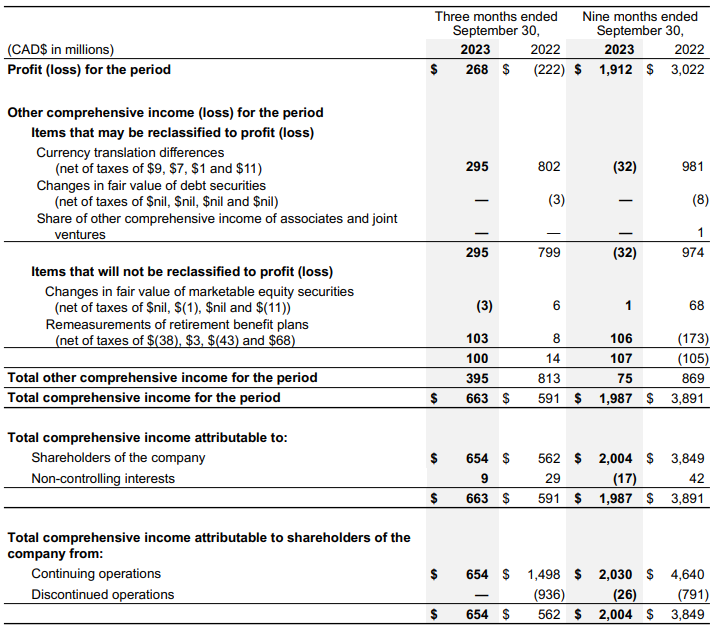 Three months ended Nine months ended
September 30, September 30,
(CAD$ in millions) 2023 2022 2023 2022
Profit (loss) for the period $ 268 $ (222) $ 1,912 $ 3,022
Other comprehensive income (loss) for the period
Items that may be reclassified to profit (loss)
Currency translation differences
(net of taxes of $9, $7, $1 and $11) 295 802 (32) 981
Changes in fair value of debt securities
(net of taxes of $nil, $nil, $nil and $nil) — (3) — (8)
Share of other comprehensive income of associates and joint
ventures — — — 1
295 799 (32) 974
Items that will not be reclassified to profit (loss)
Changes in fair value of marketable equity securities
(net of taxes of $nil, $(1), $nil and $(11)) (3) 6 1 68
Remeasurements of retirement benefit plans
(net of taxes of $(38), $3, $(43) and $68) 103 8 106 (173)
100 14 107 (105)
Total other comprehensive income for the period 395 813 75 869
Total comprehensive income for the period $ 663 $ 591 $ 1,987 $ 3,891
Total comprehensive income attributable to:
Shareholders of the company $ 654 $ 562 $ 2,004 $ 3,849
Non-controlling interests 9 29 (17) 42
$ 663 $ 591 $ 1,987 $ 3,891
Total comprehensive income attributable to shareholders of the
company from:
Continuing operations $ 654 $ 1,498 $ 2,030 $ 4,640
Discontinued operations — (936) (26) (791)
$ 654 $ 562 $ 2,004 $ 3,849